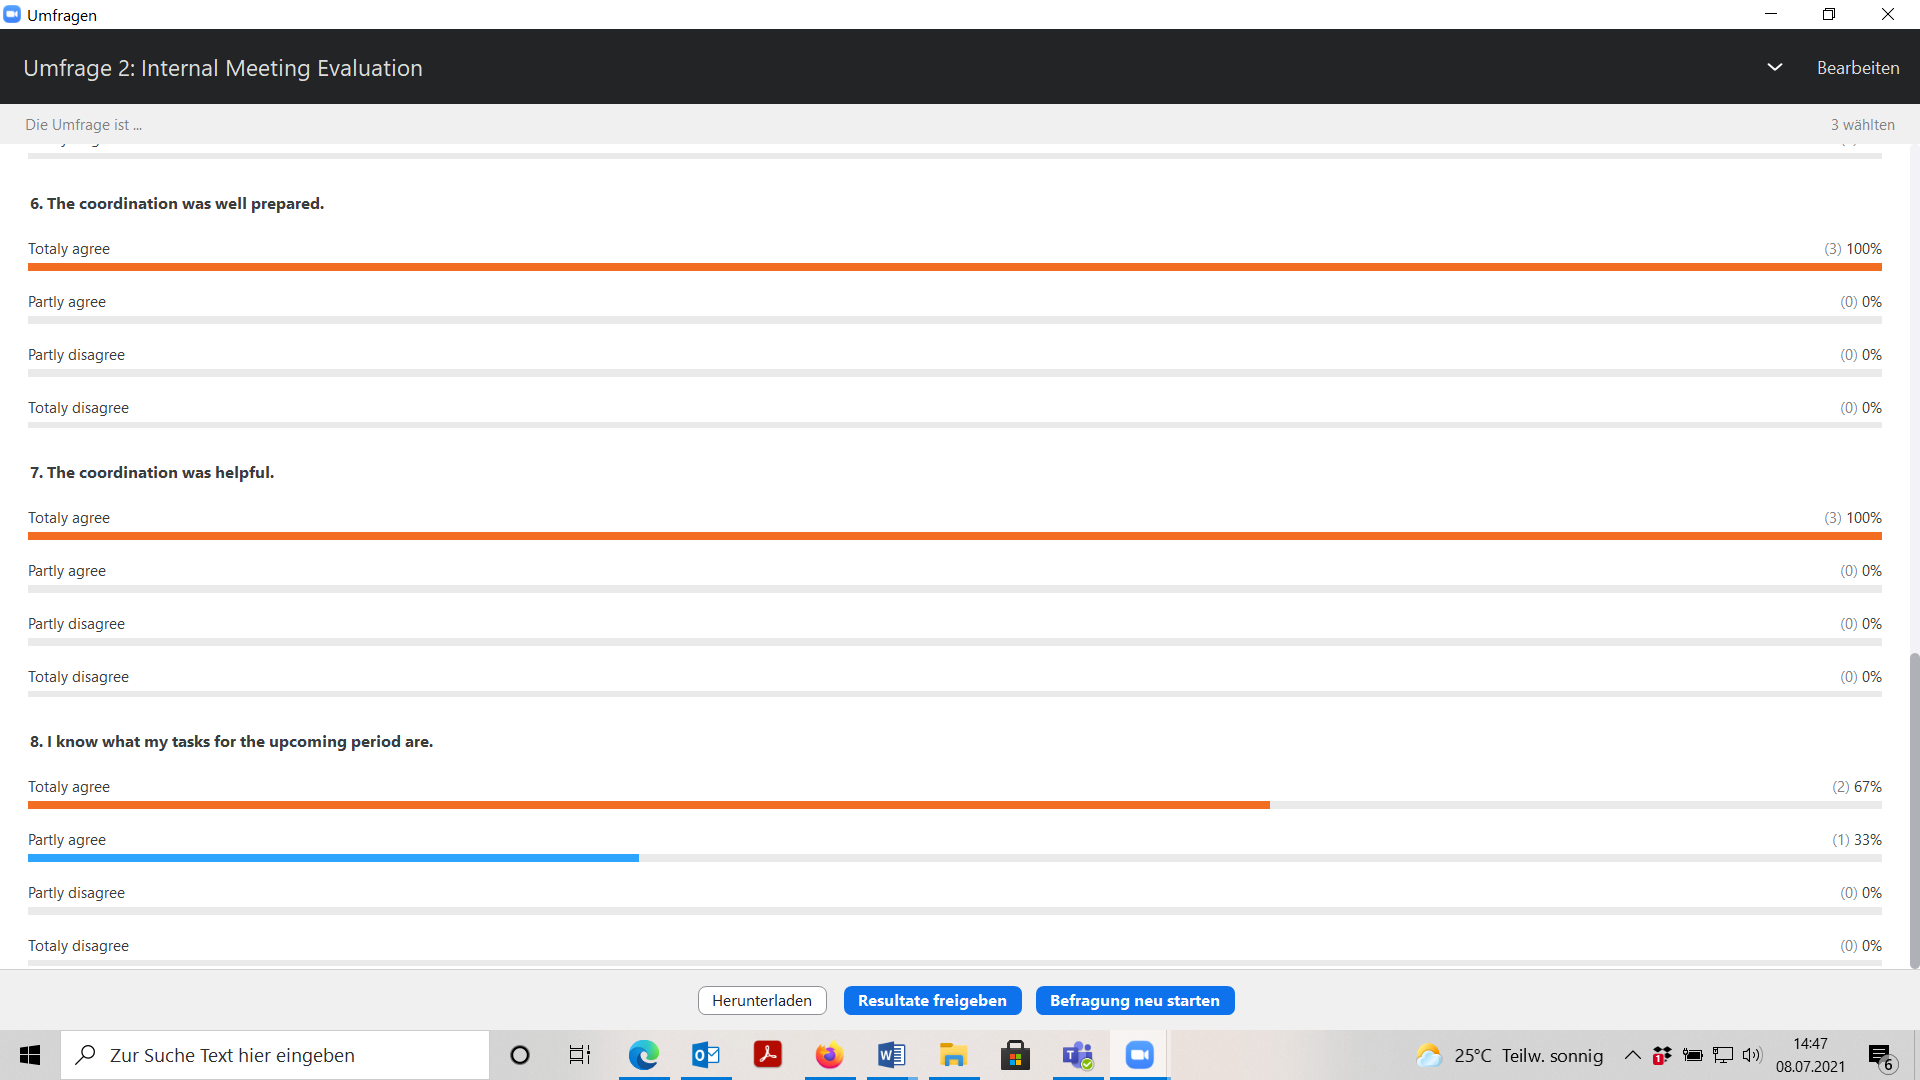 Umfragen
Umfrage 2: Internal Meeting Evaluation
Bearbeiten
Die Umfrage ist ...
3 wählten
6. The coordination was well prepared.
Totaly agree (3) 100%
Partly agree (0) 0%
Partly disagree (0) 0%
Totaly disagree (0) 0%
7. The coordination was helpful.
Totaly agree (3) 100%
Partly agree (0) 0%
Partly disagree (0) 0%
Totaly disagree (0) 0%
8. I know what my tasks for the upcoming period are.
Totaly agree (2) 67%
Partly agree (1) 33%
Partly disagree (0) 0%
Totaly disagree (0) 0%
Herunterladen
Resultate freigeben
Befragung neu starten
Zur Suche Text hier eingeben
25°C Teilw. sonnig
1
14:47
08.07.2021
6